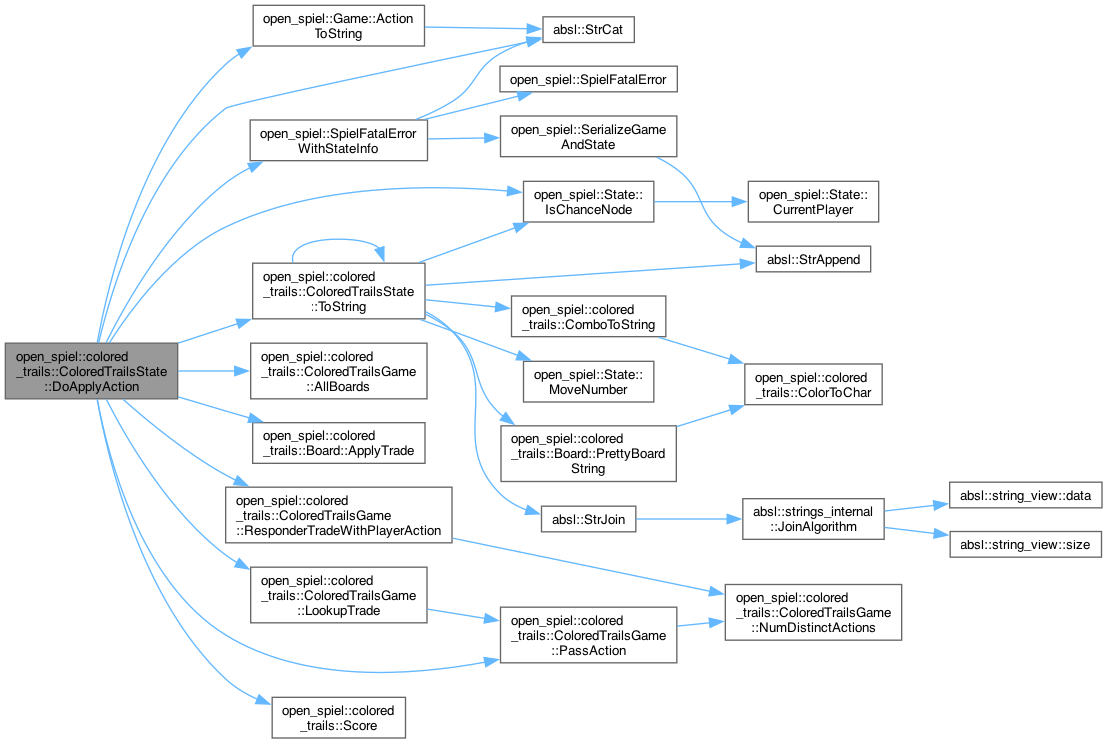 open_spiel::colored
_trails::ColoredTrailsState
::DoApplyAction
open_spiel::Game::Action
ToString
open_spiel::SpielFatalError
WithStateInfo
open_spiel::colored
_trails::ColoredTrailsState
::ToString
open_spiel::colored
_trails::ColoredTrailsGame
::AllBoards
open_spiel::colored
_trails::Board::ApplyTrade
open_spiel::colored
_trails::ColoredTrailsGame
::ResponderTradeWithPlayerAction
open_spiel::colored
_trails::ColoredTrailsGame
::LookupTrade
open_spiel::colored
_trails::Score
absl::StrCat
open_spiel::SpielFatalError
open_spiel::SerializeGame
AndState
open_spiel::State::
IsChanceNode
open_spiel::colored
_trails::ComboToString
open_spiel::State::
MoveNumber
open_spiel::colored
_trails::Board::PrettyBoard
String
absl::StrJoin
open_spiel::colored
_trails::ColoredTrailsGame
::PassAction
open_spiel::State::
CurrentPlayer
absl::StrAppend
open_spiel::colored
_trails::ColorToChar
absl::strings_internal
::JoinAlgorithm
open_spiel::colored
_trails::ColoredTrailsGame
::NumDistinctActions
absl::string_view::data
absl::string_view::size